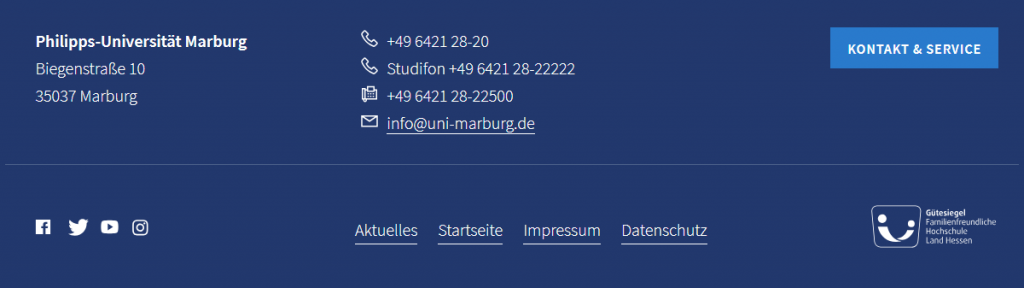 Philipps-Universität Marburg
Biegenstraße 10
35037 Marburg
+49 6421 28-20
Studifon +49 6421 28-22222
+49 6421 28-22500
info@uni-marburg.de
KONTAKT & SERVICE
Aktuelles Startseite Impressum Datenschutz
Gütesiegel
Familienfreundliche
Hochschule
Land Hessen